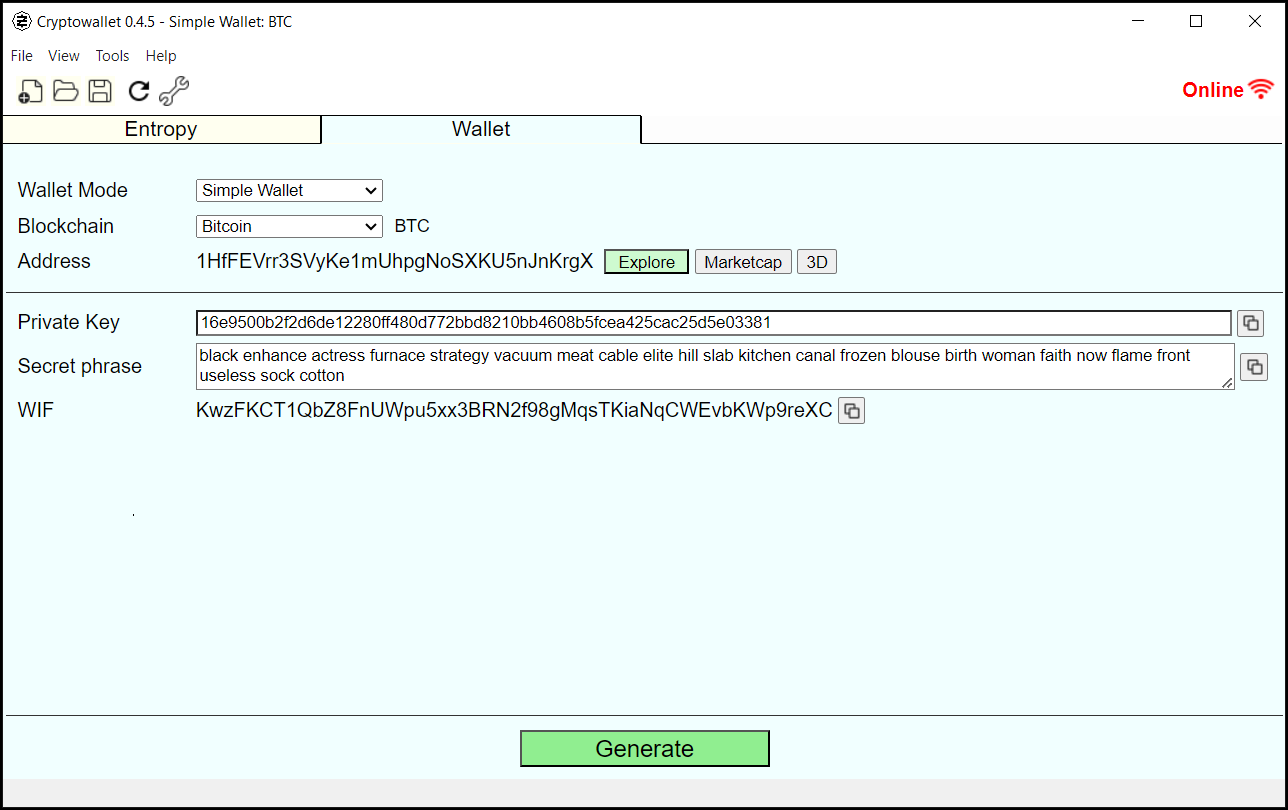 Cryptowallet 0.4.5 - Simple Wallet: BTC
File View Tools Help
Online
Entropy Wallet
Wallet Mode Simple Wallet
Blockchain Bitcoin BTC
Address 1HfFEVrr3SVyKe1mUhpgNoSXKU5nJnKrgX Explore Marketcap 3D
Private Key 16e9500b2f2d6de12280ff480d772bbd8210bb4608b5fcea425cac25d5e03381
Secret phrase black enhance actress furnace strategy vacuum meat cable elite hill slab kitchen canal frozen blouse birth woman faith now flame front
useless sock cotton
WIF KwzFKCT1QbZ8FnUWpu5xx3BRN2f98gMqsTKiaNqCWEvbKWp9reXC
Generate